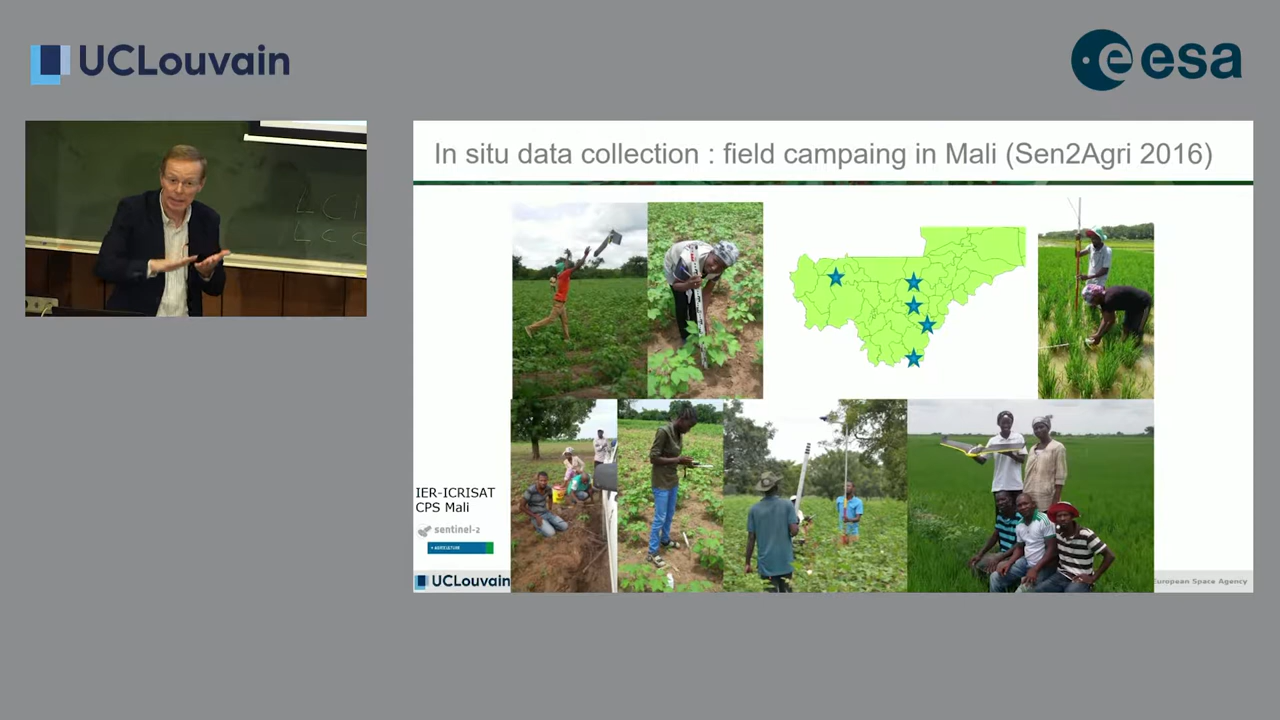 UCLouvain
esa
In situ data collection : field campaing in Mali (Sen2Agri 2016)
IER-ICRISAT
CPS Mali
sentinel-2
AGRICULTURE
UCLouvain
European Space Agency